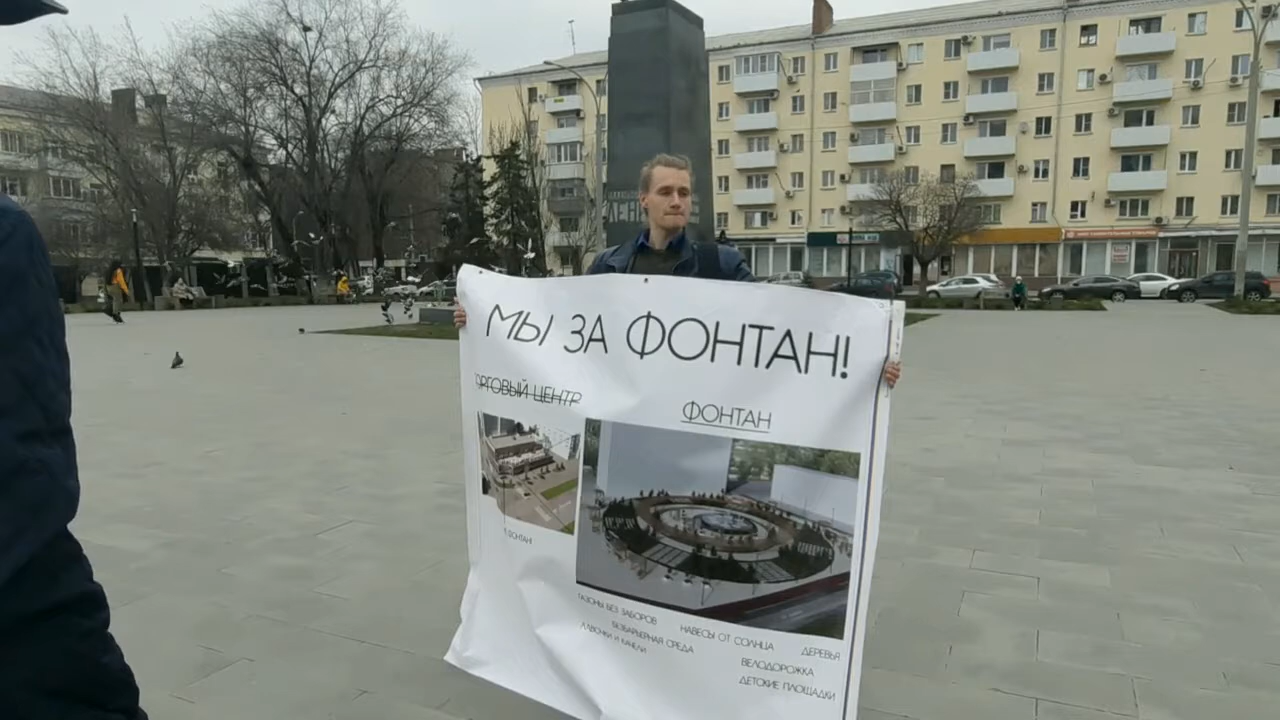 МЫ ЗА ФОНТАН!
ТОРГОВЫЙ ЦЕНТР
ФОНТАН
ГАЗОНЫ БЕЗ ЗАБОРОВ
НАВЕСЫ ОТ СОЛНЦА
ДЕРЕВЬЯ
БЕЗБАРЬЕРНАЯ СРЕДА
ЛАВОЧКИ И КАЧЕЛИ
ВЕЛОДОРОЖКА
ДЕТСКИЕ ПЛОЩАДКИ